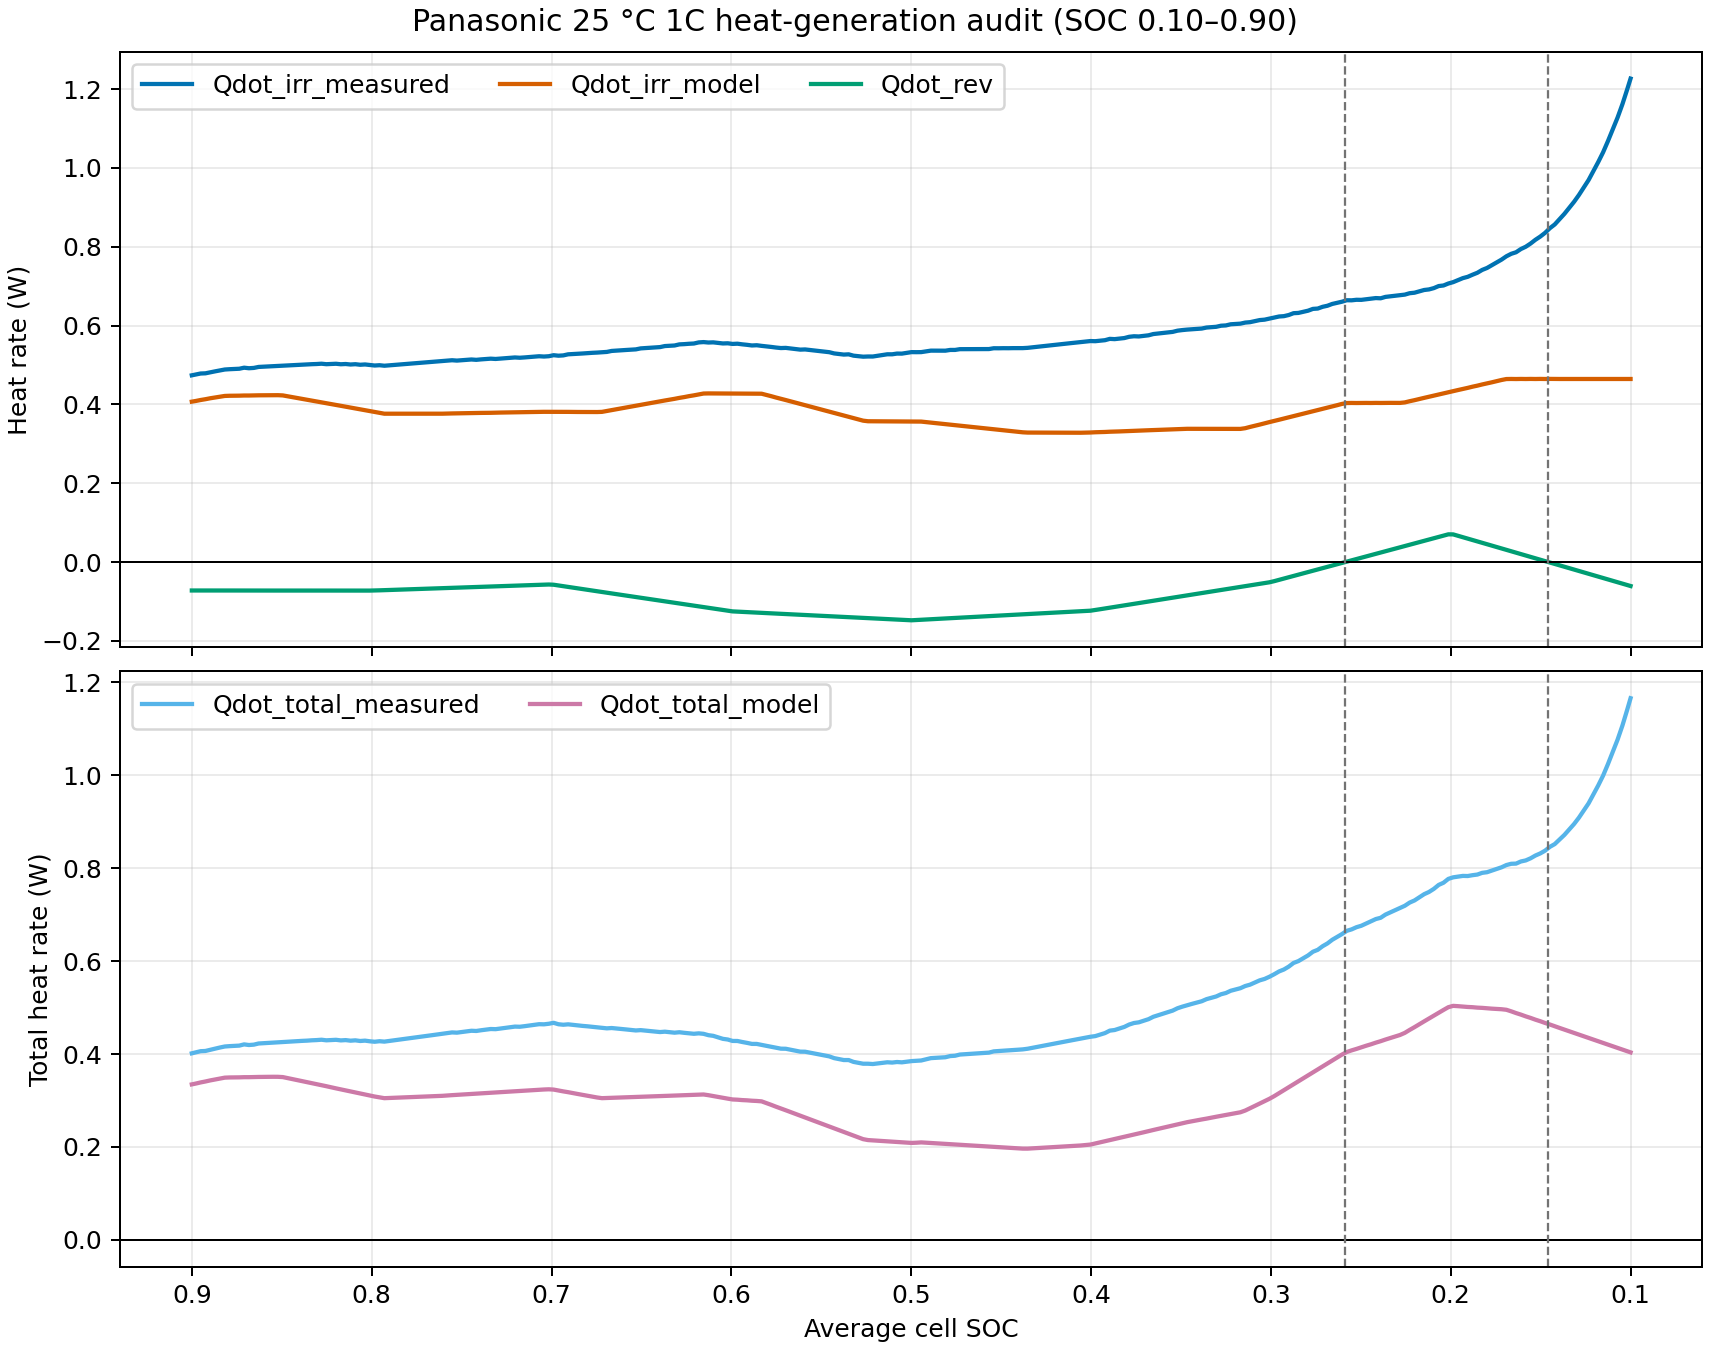 Panasonic 25 °C 1C heat-generation audit (SOC 0.10–0.90)
Qdot_irr_measured Qdot_irr_model Qdot_rev
1.2
1.0
0.8
0.6
0.4
0.2
0.0
−0.2
Heat rate (W)
Qdot_total_measured Qdot_total_model
1.2
1.0
0.8
0.6
0.4
0.2
0.0
Total heat rate (W)
0.9 0.8 0.7 0.6 0.5 0.4 0.3 0.2 0.1
Average cell SOC